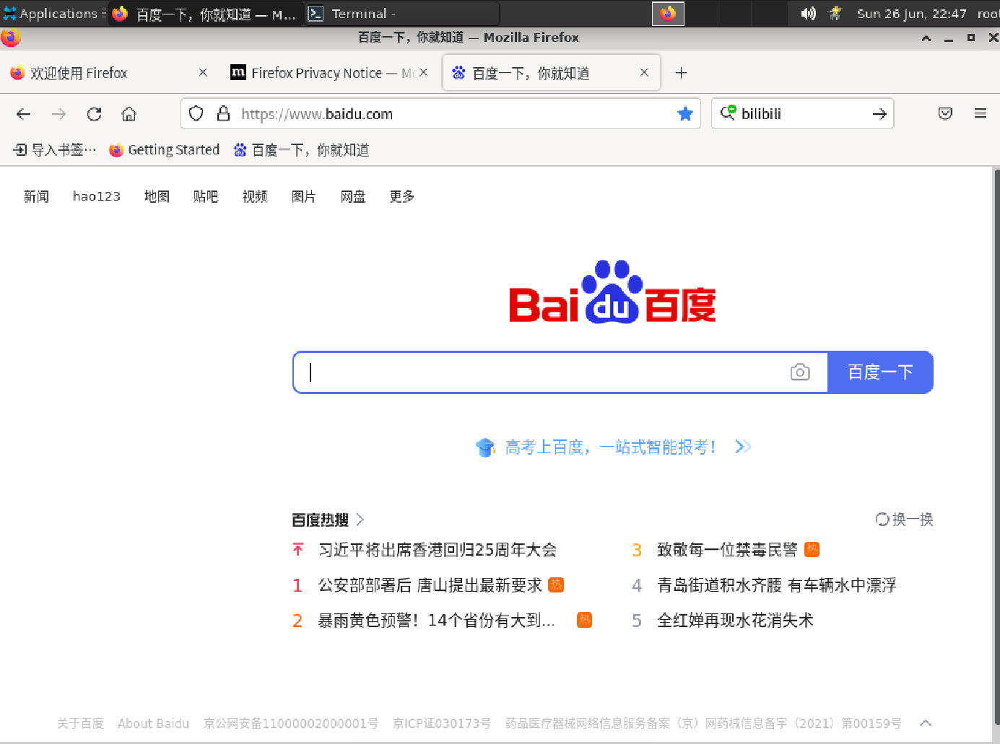 Applications 百度一下，你就知道 — M... Terminal - Sun 26 Jun, 22:47 root
百度一下，你就知道 — Mozilla Firefox
欢迎使用 Firefox Firefox Privacy Notice — Mo 百度一下，你就知道
https://www.baidu.com bilibili
导入书签… Getting Started 百度一下，你就知道
新闻 hao123 地图 贴吧 视频 图片 网盘 更多
Bai du 百度
百度一下
高考上百度，一站式智能报考！
百度热搜 换一换
习近平将出席香港回归25周年大会 3 致敬每一位禁毒民警 热
1 公安部部署后 唐山提出最新要求 热 4 青岛街道积水齐腰 有车辆水中漂浮
2 暴雨黄色预警！14个省份有大到... 热 5 全红婵再现水花消失术
关于百度 About Baidu 京公网安备11000002000001号 京ICP证030173号 药品医疗器械网络信息服务备案（京）网药械信息备字（2021）第00159号